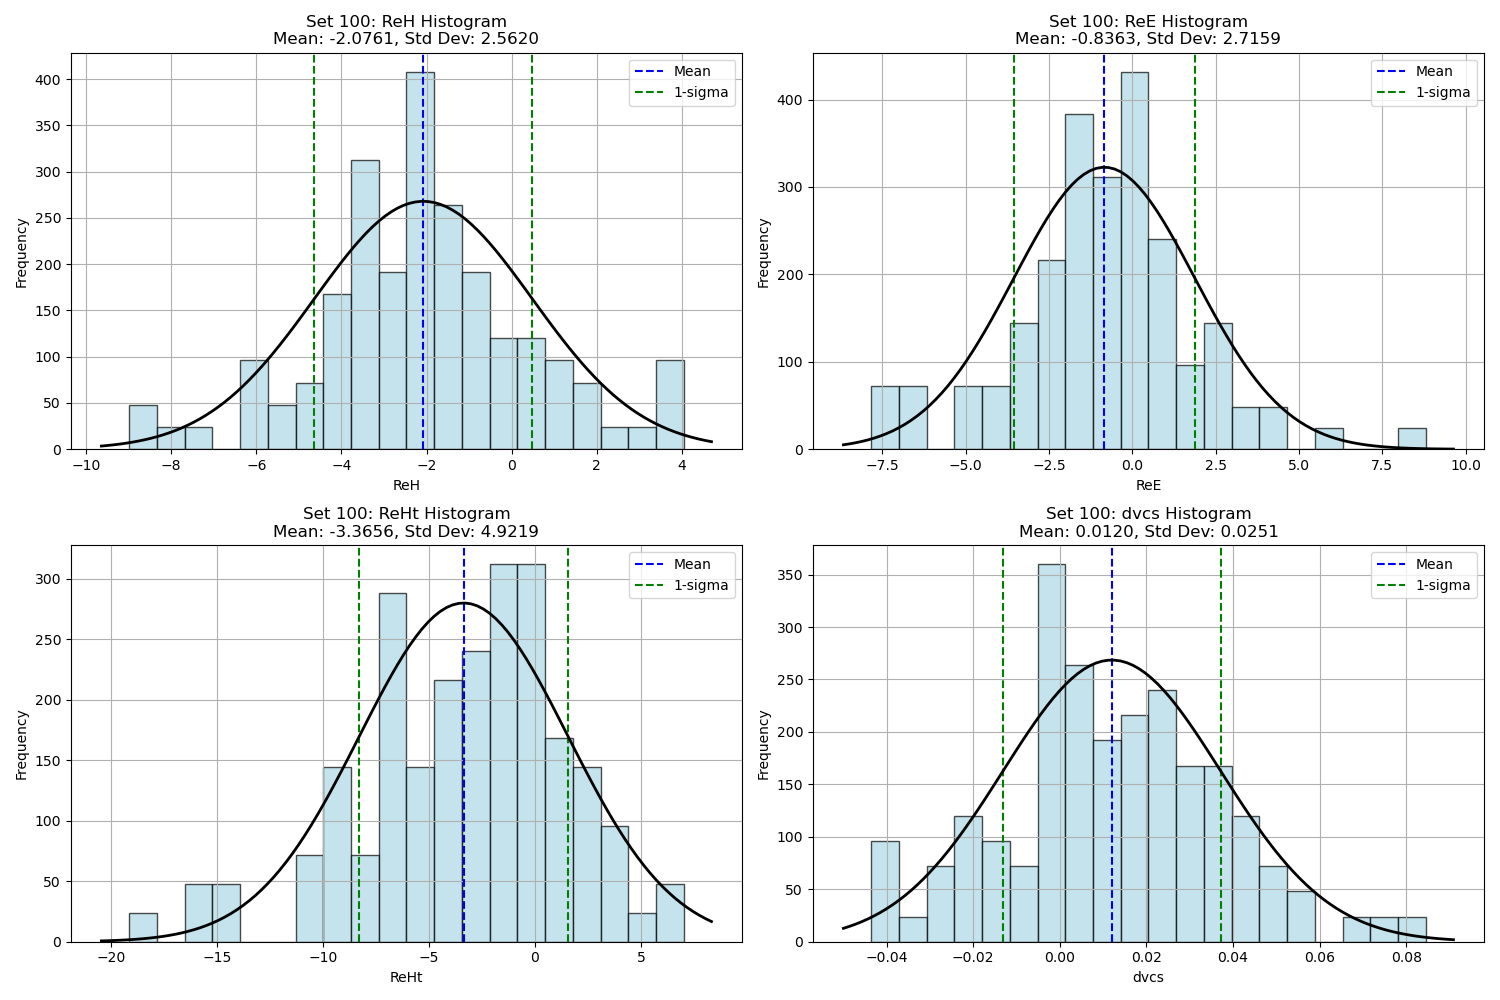 Set 100: ReH Histogram
Mean: -2.0761, Std Dev: 2.5620
Mean
1-sigma
Frequency
400
350
300
250
200
150
100
50
0
−10
−8
−6
−4
−2
0
2
4
ReH
Set 100: ReE Histogram
Mean: -0.8363, Std Dev: 2.7159
Mean
1-sigma
Frequency
400
300
200
100
0
−7.5
−5.0
−2.5
0.0
2.5
5.0
7.5
10.0
ReE
Set 100: ReHt Histogram
Mean: -3.3656, Std Dev: 4.9219
Mean
1-sigma
Frequency
300
250
200
150
100
50
0
−20
−15
−10
−5
0
5
ReHt
Set 100: dvcs Histogram
Mean: 0.0120, Std Dev: 0.0251
Mean
1-sigma
Frequency
350
300
250
200
150
100
50
0
−0.04
−0.02
0.00
0.02
0.04
0.06
0.08
dvcs